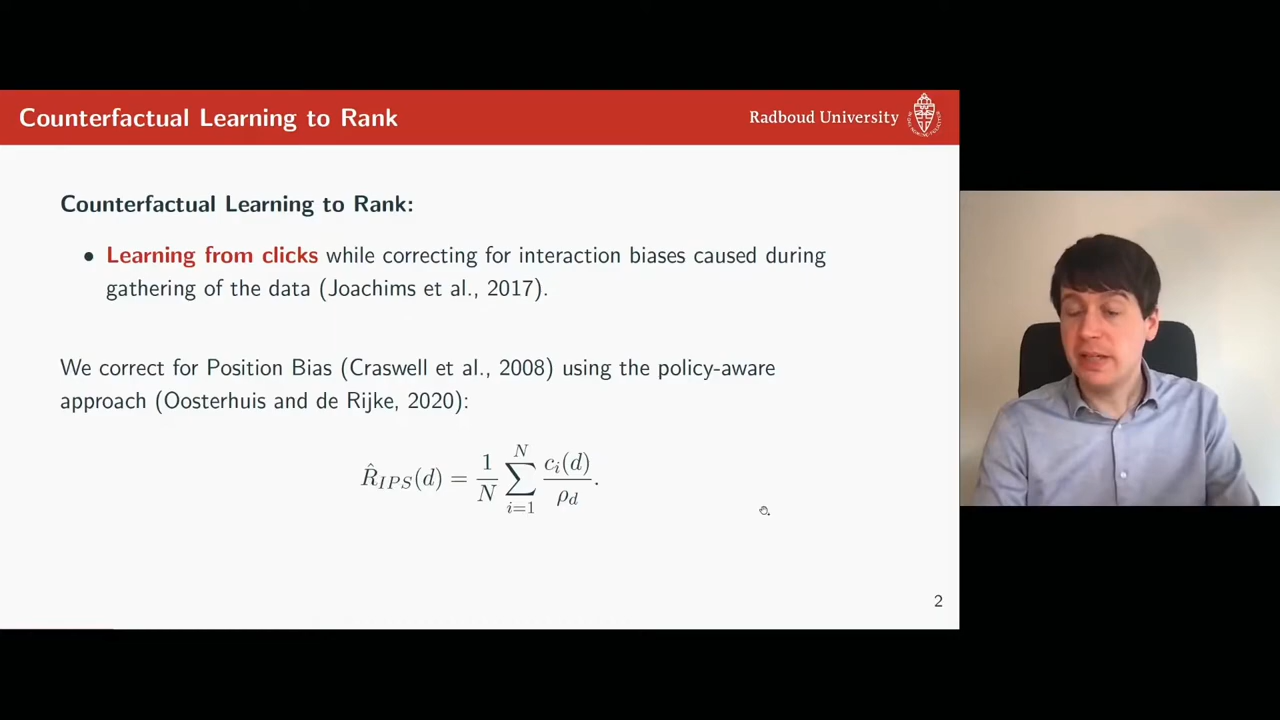 Counterfactual Learning to Rank
Radboud University
Counterfactual Learning to Rank:
• Learning from clicks while correcting for interaction biases caused during
gathering of the data (Joachims et al., 2017).
We correct for Position Bias (Craswell et al., 2008) using the policy-aware
approach (Oosterhuis and de Rijke, 2020):
R̂_IPS(d) = 1/N ∑_{i=1}^{N} c_i(d)/ρ_d.
2